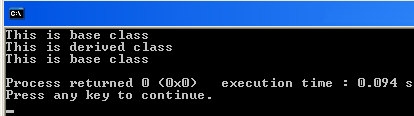 C:\
This is base class
This is derived class
This is base class
Process returned 0 (0x0)   execution time : 0.094 s
Press any key to continue.